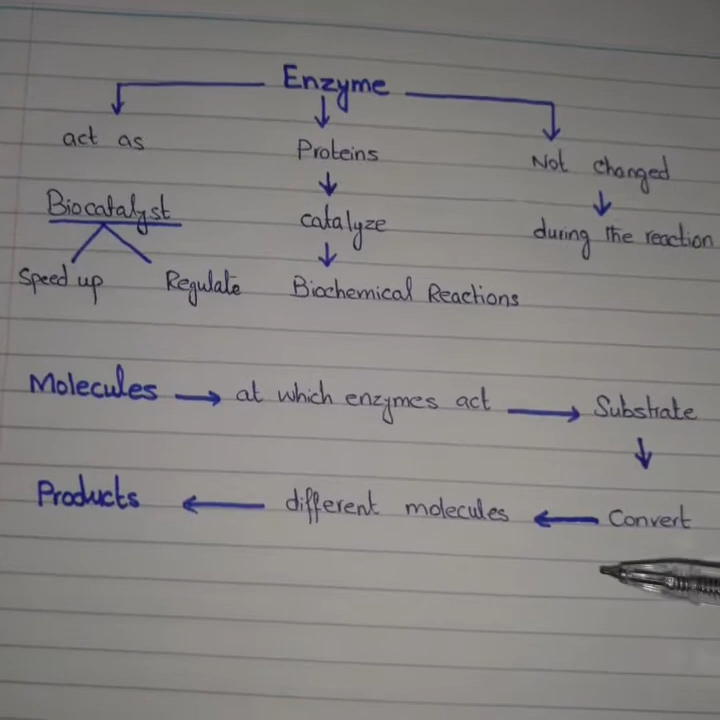 Enzyme
act as Proteins Not changed
Biocatalyst catalyze during the reaction
Speed up Regulate Biochemical Reactions
Molecules → at which enzymes act → Substrate
Products ← different molecules ← Convert